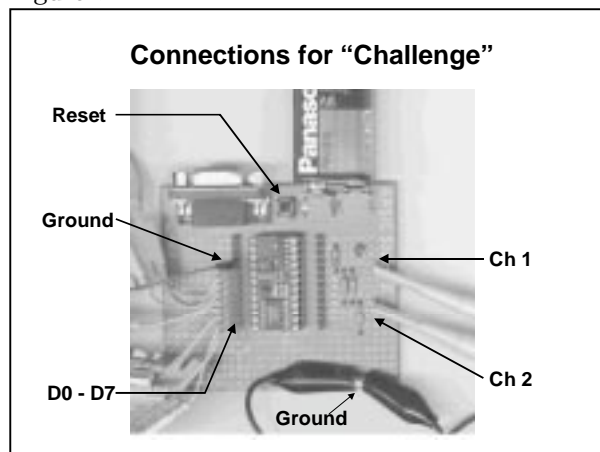 Connections for “Challenge”
Reset
Ground
Ch 1
Ch 2
D0 - D7
Ground